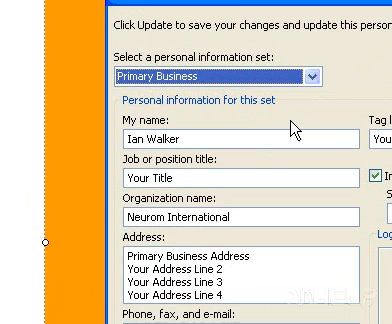 Click Update to save your changes and update this person
Select a personal information set:
Primary Business
Personal information for this set
My name:
Tag l
Ian Walker
You
Job or position title:
Your Title
In
Organization name:
S
Neurom International
Address:
Log
Primary Business Address
Your Address Line 2
Your Address Line 3
Your Address Line 4
Phone, fax, and e-mail: